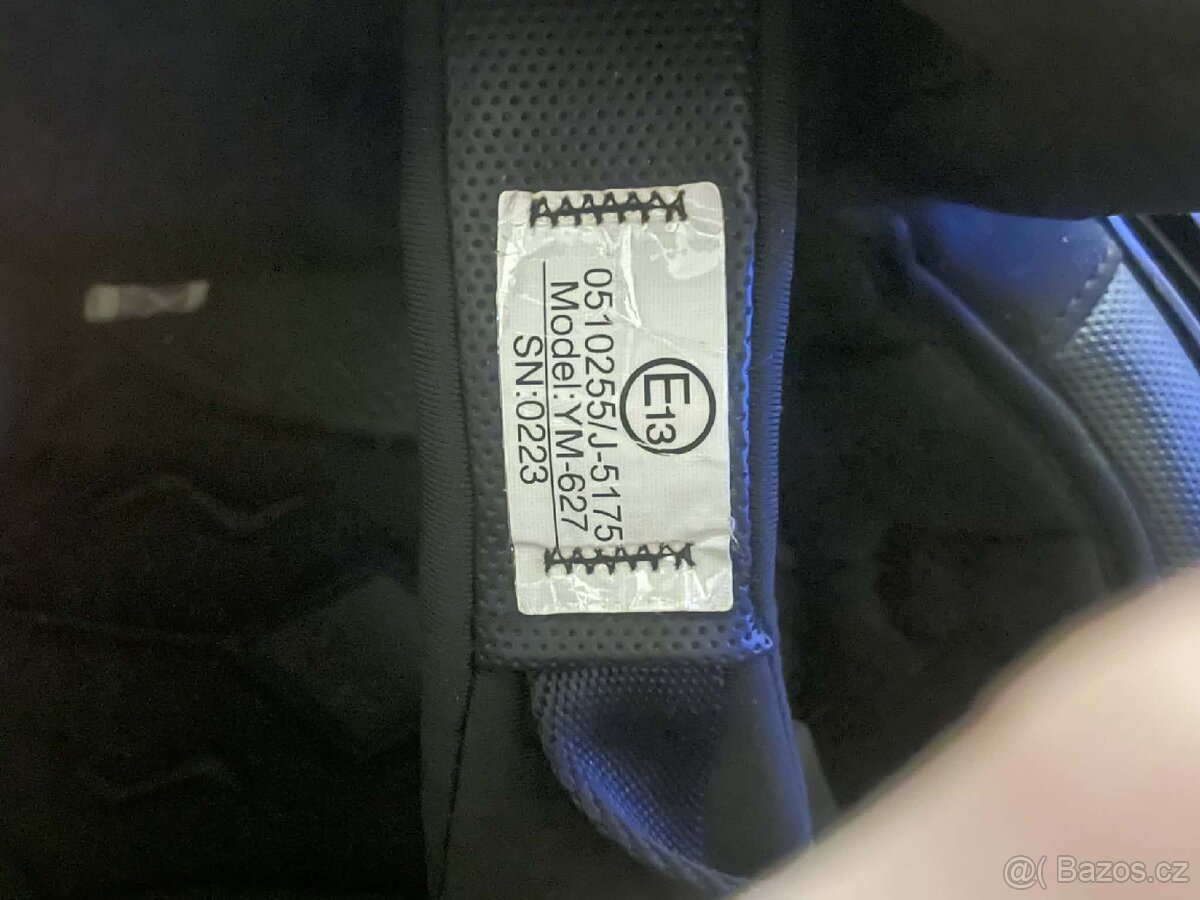 E13
0510255/J-5175
Model:YM-627
SN:0223
@( Bazos.cz